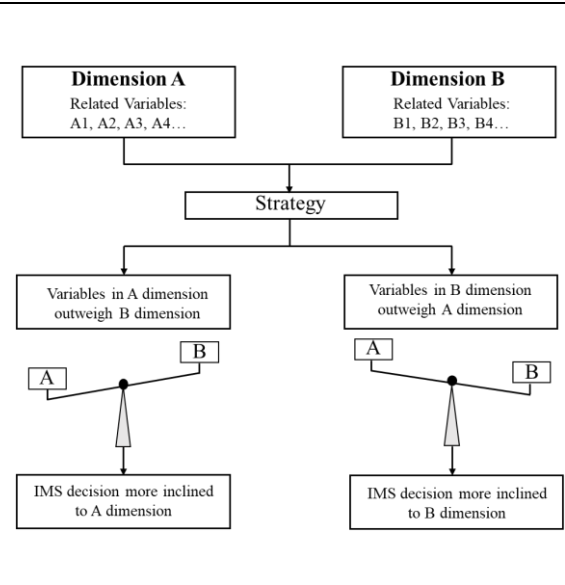 Dimension A
Related Variables:
A1, A2, A3, A4…
Dimension B
Related Variables:
B1, B2, B3, B4…
Strategy
Variables in A dimension
outweigh B dimension
Variables in B dimension
outweigh A dimension
A
B
A
B
IMS decision more inclined
to A dimension
IMS decision more inclined
to B dimension